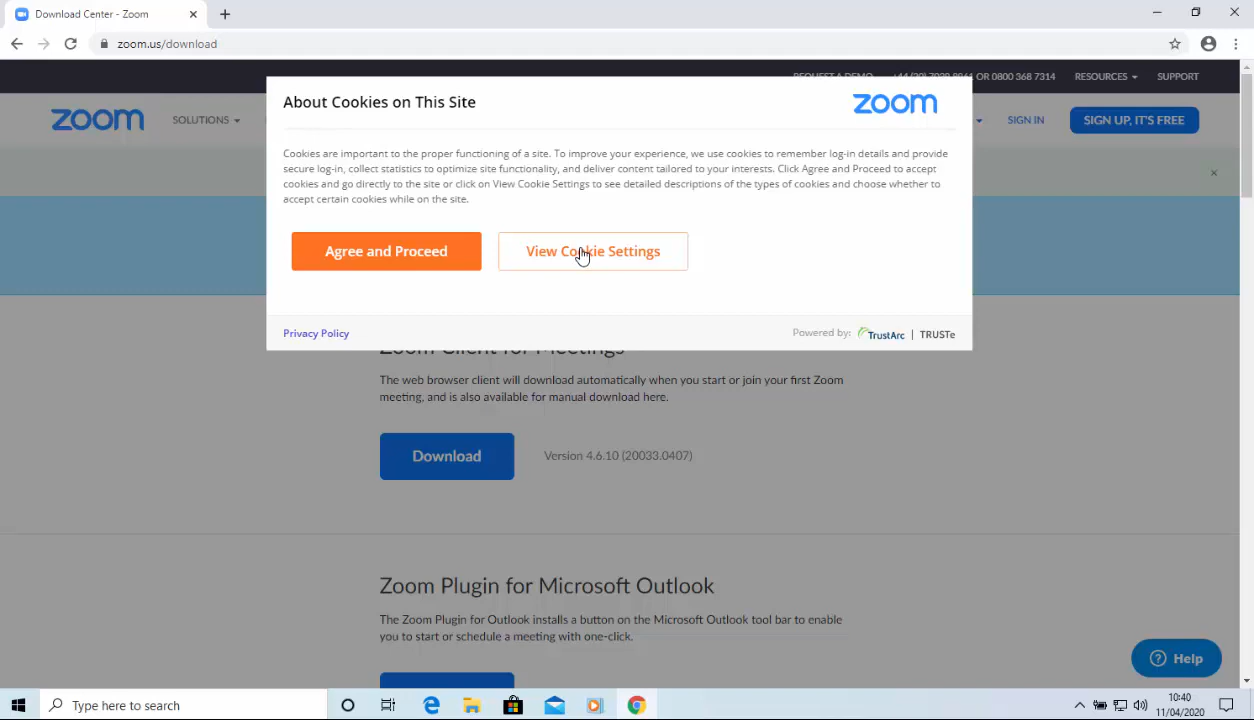 Download Center - Zoom
zoom.us/download
REQUEST A DEMO OR 0800 368 7314 RESOURCES SUPPORT
zoom SOLUTIONS SIGN IN SIGN UP, IT'S FREE
About Cookies on This Site
zoom
Cookies are important to the proper functioning of a site. To improve your experience, we use cookies to remember log-in details and provide
secure log-in, collect statistics to optimize site functionality, and deliver content tailored to your interests. Click Agree and Proceed to accept
cookies and go directly to the site or click on View Cookie Settings to see detailed descriptions of the types of cookies and choose whether to
accept certain cookies while on the site.
Agree and Proceed
View Cookie Settings
Privacy Policy
Powered by: TrustArc | TRUSTe
Zoom Client for Meetings
The web browser client will download automatically when you start or join your first Zoom
meeting, and is also available for manual download here.
Download
Version 4.6.10 (20033.0407)
Zoom Plugin for Microsoft Outlook
The Zoom Plugin for Outlook installs a button on the Microsoft Outlook tool bar to enable
you to start or schedule a meeting with one-click.
Help
Type here to search
10:40
11/04/2020